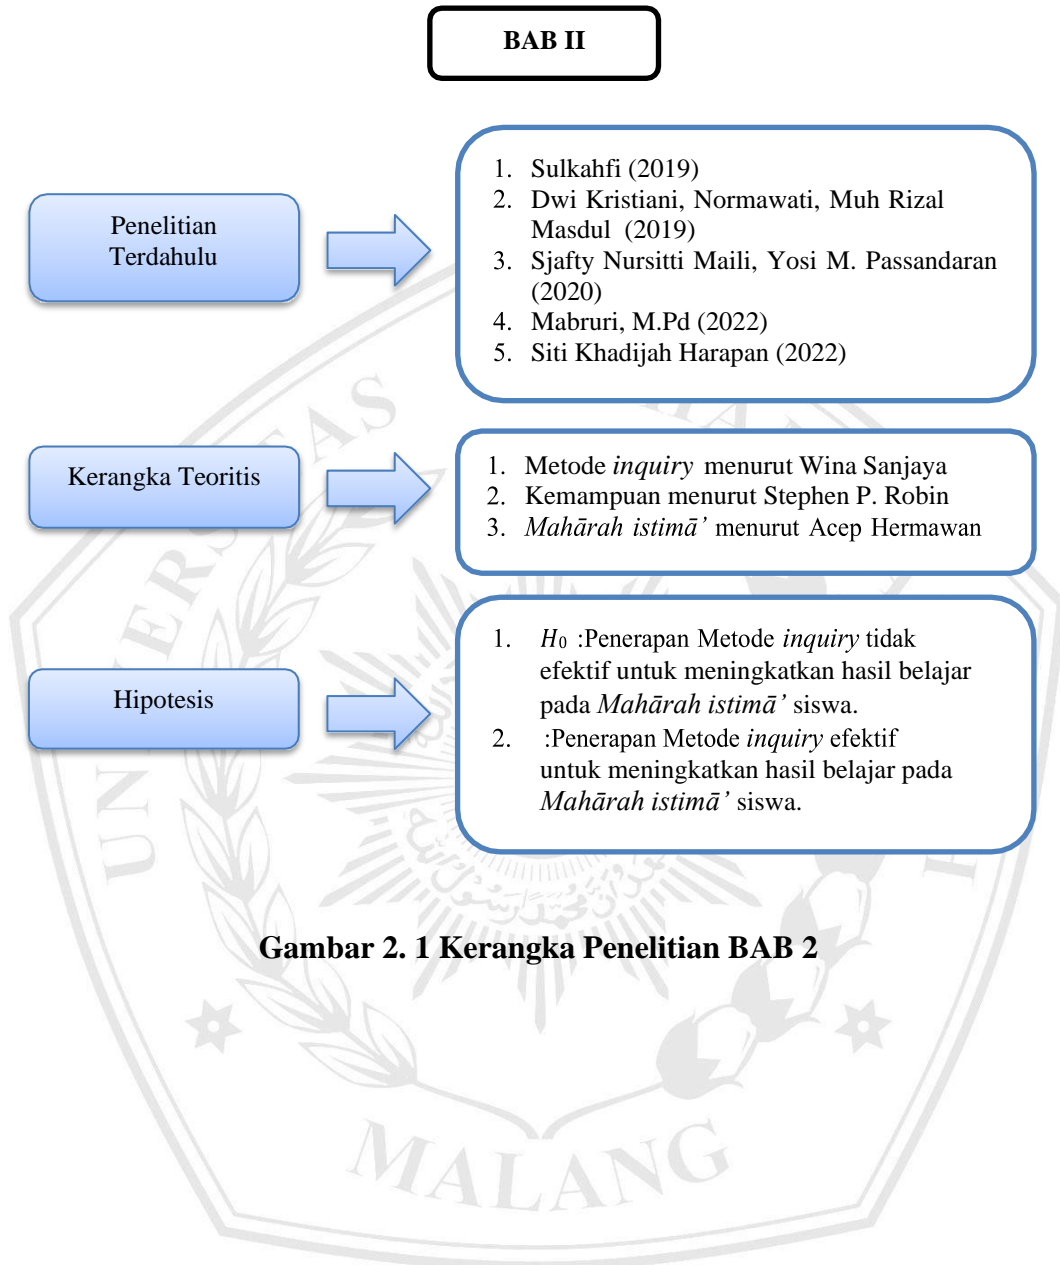 BAB II
Penelitian
Terdahulu
1. Sulkahfi (2019)
2. Dwi Kristiani, Normawati, Muh Rizal
Masdul (2019)
3. Sjafty Nursitti Maili, Yosi M. Passandaran
(2020)
4. Mabruri, M.Pd (2022)
5. Siti Khadijah Harapan (2022)
Kerangka Teoritis
1. Metode inquiry menurut Wina Sanjaya
2. Kemampuan menurut Stephen P. Robin
3. Mahārah istimā’ menurut Acep Hermawan
Hipotesis
1. H0 :Penerapan Metode inquiry tidak
efektif untuk meningkatkan hasil belajar
pada Mahārah istimā’ siswa.
2. :Penerapan Metode inquiry efektif
untuk meningkatkan hasil belajar pada
Mahārah istimā’ siswa.
Gambar 2. 1 Kerangka Penelitian BAB 2
MALANG